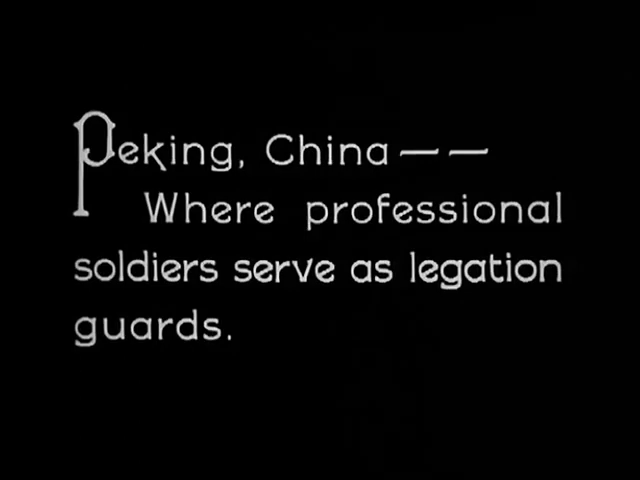 Peking, China — —
Where professional
soldiers serve as legation
guards.